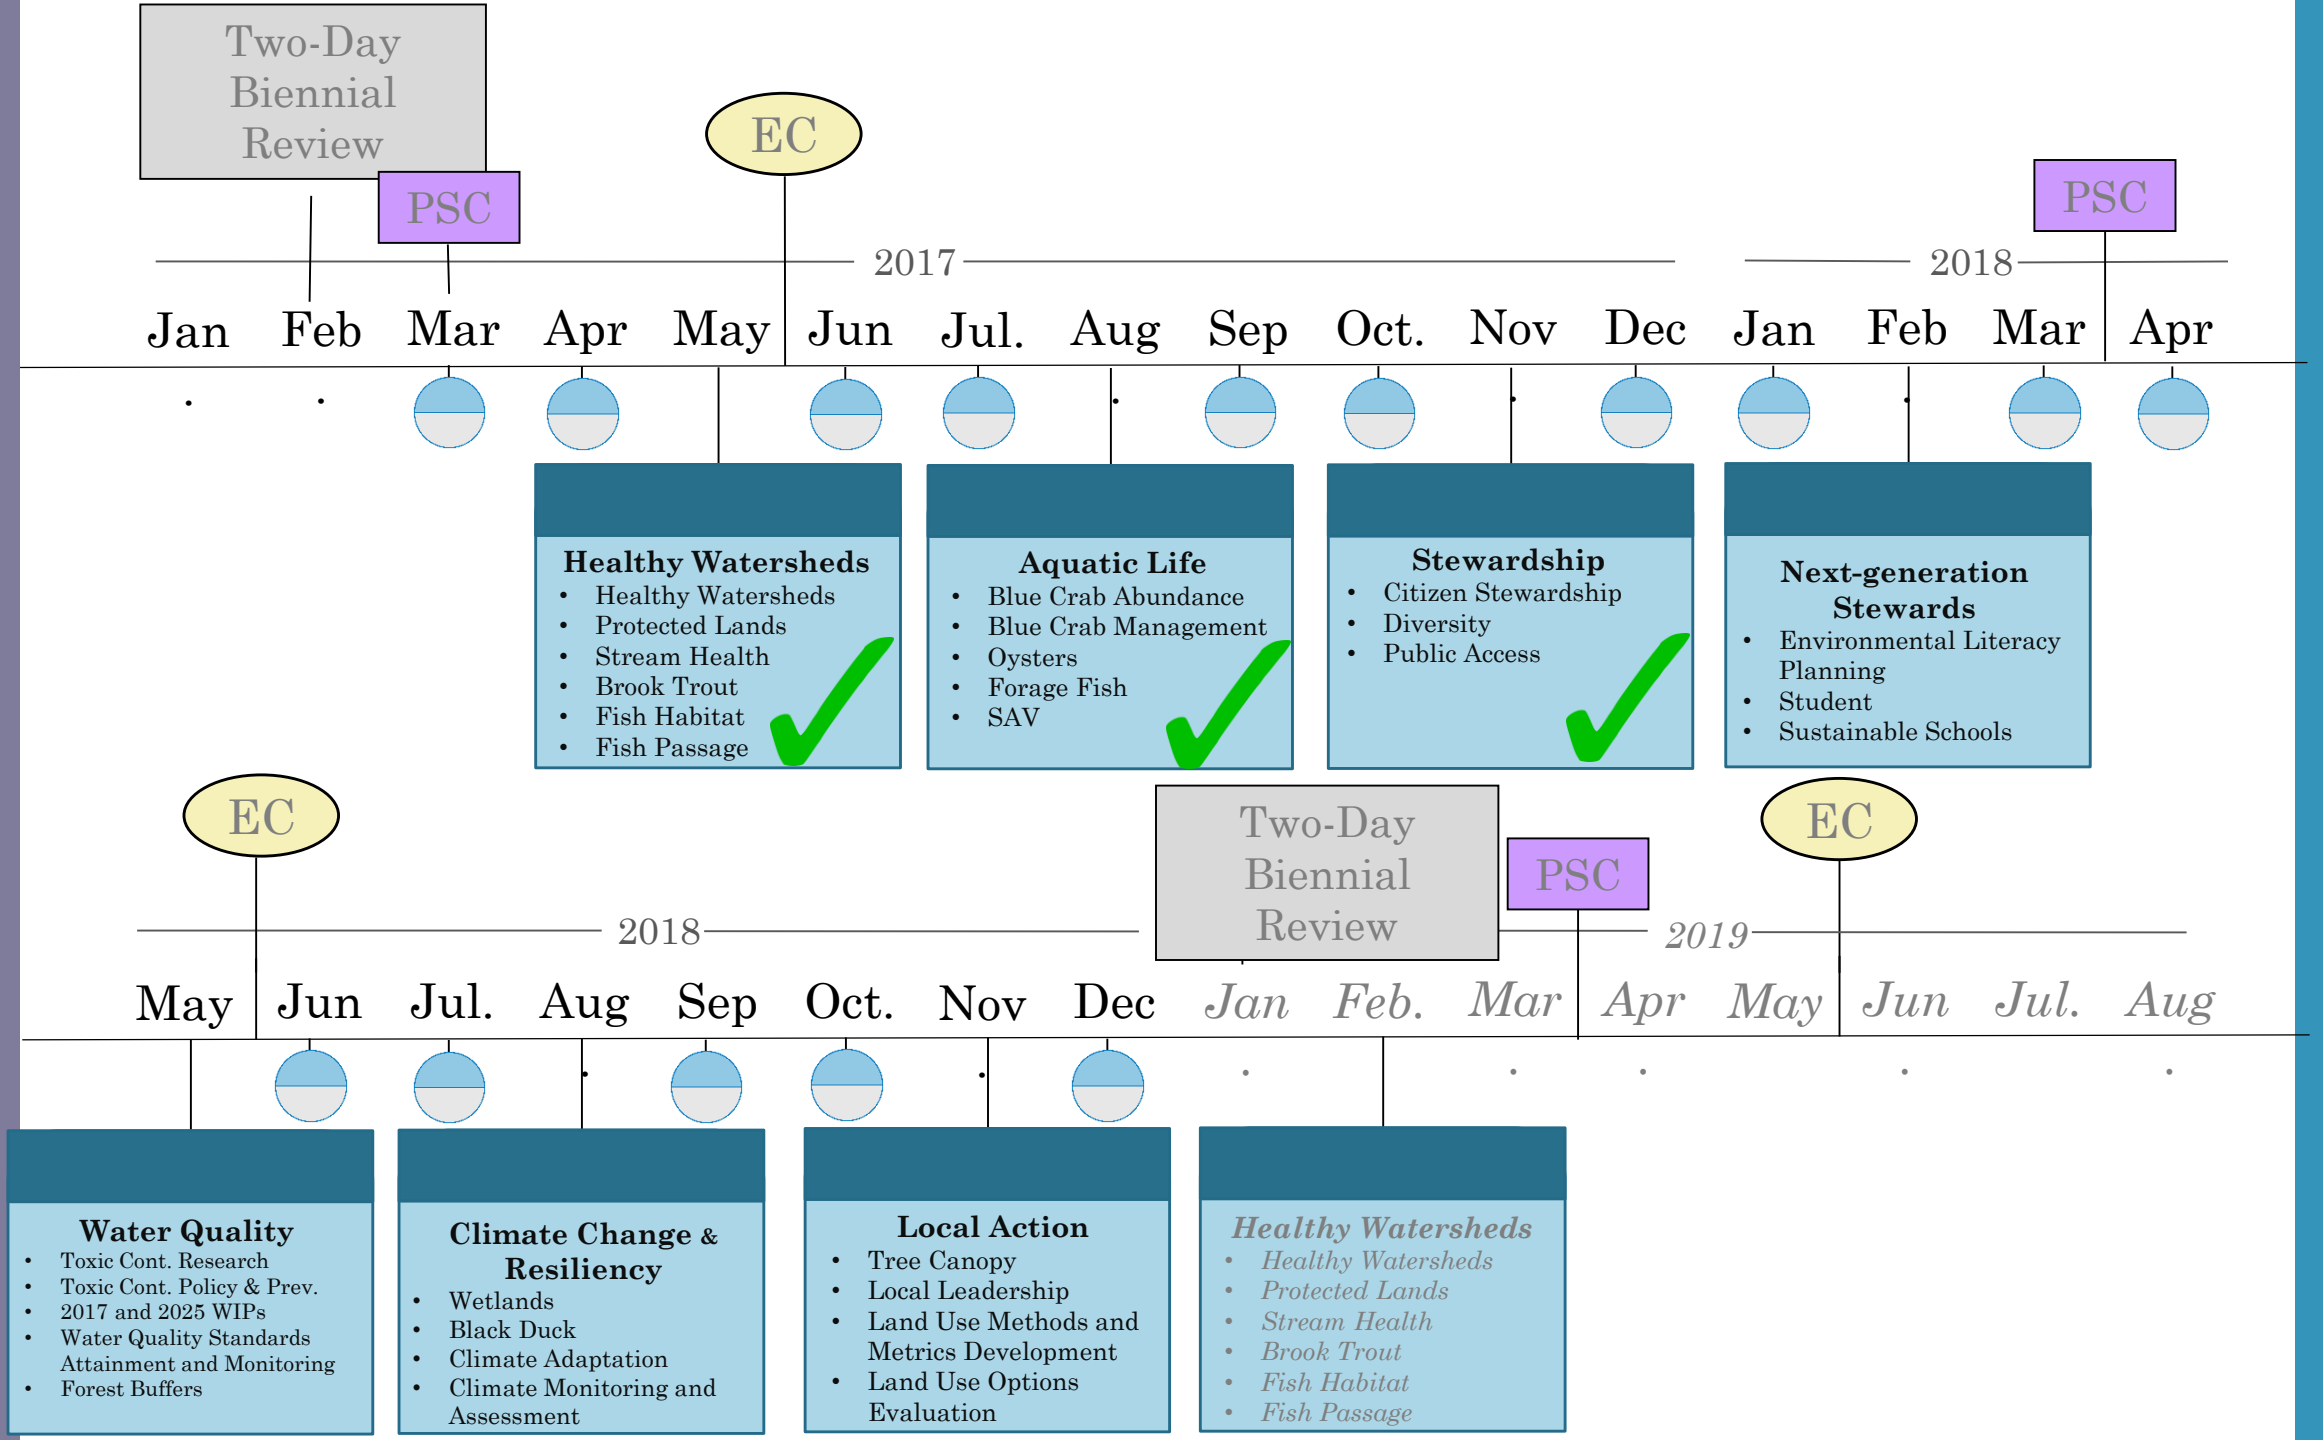 Two-Day
Biennial
Review
PSC
EC
PSC
2017
2018
Jan Feb Mar Apr May Jun Jul. Aug Sep Oct. Nov Dec Jan Feb Mar Apr
Healthy Watersheds
• Healthy Watersheds
• Protected Lands
• Stream Health
• Brook Trout
• Fish Habitat
• Fish Passage
Aquatic Life
• Blue Crab Abundance
• Blue Crab Management
• Oysters
• Forage Fish
• SAV
Stewardship
• Citizen Stewardship
• Diversity
• Public Access
Next-generation
Stewards
• Environmental Literacy
Planning
• Student
• Sustainable Schools
EC
Two-Day
Biennial
Review
PSC
EC
2018
2019
May Jun Jul. Aug Sep Oct. Nov Dec Jan Feb. Mar Apr May Jun Jul. Aug
Water Quality
• Toxic Cont. Research
• Toxic Cont. Policy & Prev.
• 2017 and 2025 WIPs
• Water Quality Standards
Attainment and Monitoring
• Forest Buffers
Climate Change &
Resiliency
• Wetlands
• Black Duck
• Climate Adaptation
• Climate Monitoring and
Assessment
Local Action
• Tree Canopy
• Local Leadership
• Land Use Methods and
Metrics Development
• Land Use Options
Evaluation
Healthy Watersheds
• Healthy Watersheds
• Protected Lands
• Stream Health
• Brook Trout
• Fish Habitat
• Fish Passage